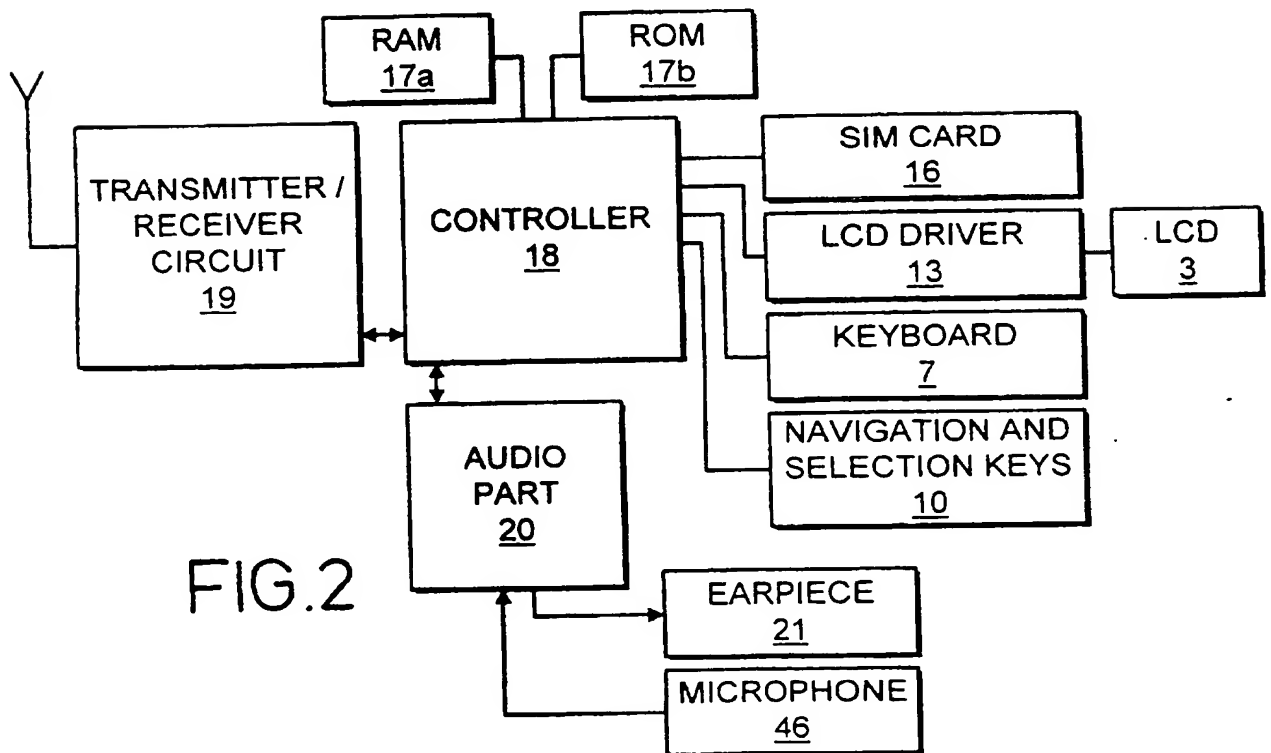 RAM
17a
ROM
17b
TRANSMITTER /
RECEIVER
CIRCUIT
19
CONTROLLER
18
SIM CARD
16
LCD DRIVER
13
LCD
3
KEYBOARD
7
NAVIGATION AND
SELECTION KEYS
10
AUDIO
PART
20
EARPIECE
21
MICROPHONE
46
FIG.2